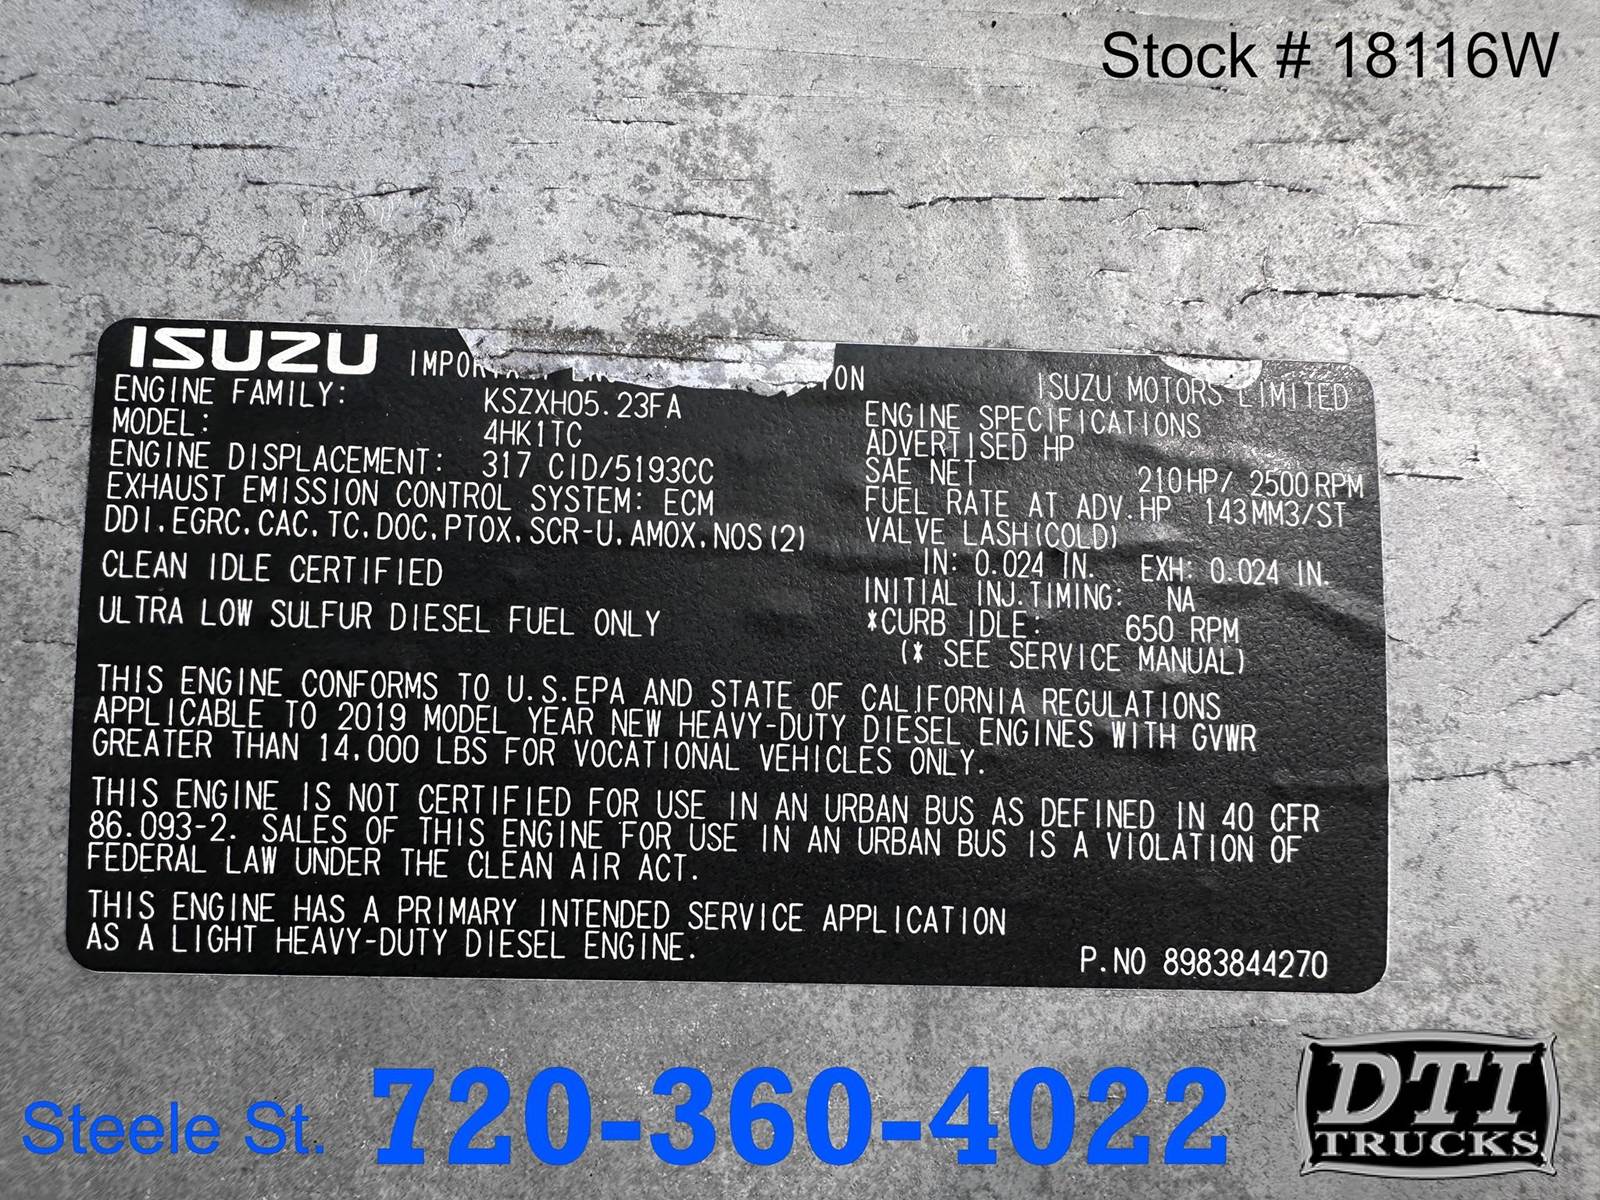 Stock # 18116W
ISUZU
ISUZU MOTORS LIMITED
ENGINE FAMILY: KSZXH05.23FA
MODEL: 4HK1TC
ENGINE DISPLACEMENT: 317 CID/5193CC
EXHAUST EMISSION CONTROL SYSTEM: ECM
DDI,EGRC,CAC,TC,DOC,PTOX,SCR-U,AMOX,NOS(2)
CLEAN IDLE CERTIFIED
ULTRA LOW SULFUR DIESEL FUEL ONLY
ENGINE SPECIFICATIONS
ADVERTISED HP
SAE NET 210HP/ 2500RPM
FUEL RATE AT ADV.HP 143MM3/ST
VALVE LASH(COLD)
IN: 0.024 IN. EXH: 0.024 IN.
INITIAL INJ.TIMING: NA
*CURB IDLE: 650 RPM
(* SEE SERVICE MANUAL)
THIS ENGINE CONFORMS TO U.S.EPA AND STATE OF CALIFORNIA REGULATIONS
APPLICABLE TO 2019 MODEL YEAR NEW HEAVY-DUTY DIESEL ENGINES WITH GVWR
GREATER THAN 14,000 LBS FOR VOCATIONAL VEHICLES ONLY.
THIS ENGINE IS NOT CERTIFIED FOR USE IN AN URBAN BUS AS DEFINED IN 40 CFR
86.093-2. SALES OF THIS ENGINE FOR USE IN AN URBAN BUS IS A VIOLATION OF
FEDERAL LAW UNDER THE CLEAN AIR ACT.
THIS ENGINE HAS A PRIMARY INTENDED SERVICE APPLICATION
AS A LIGHT HEAVY-DUTY DIESEL ENGINE.
P.NO 8983844270
Steele St. 720-360-4022
DTI
TRUCKS